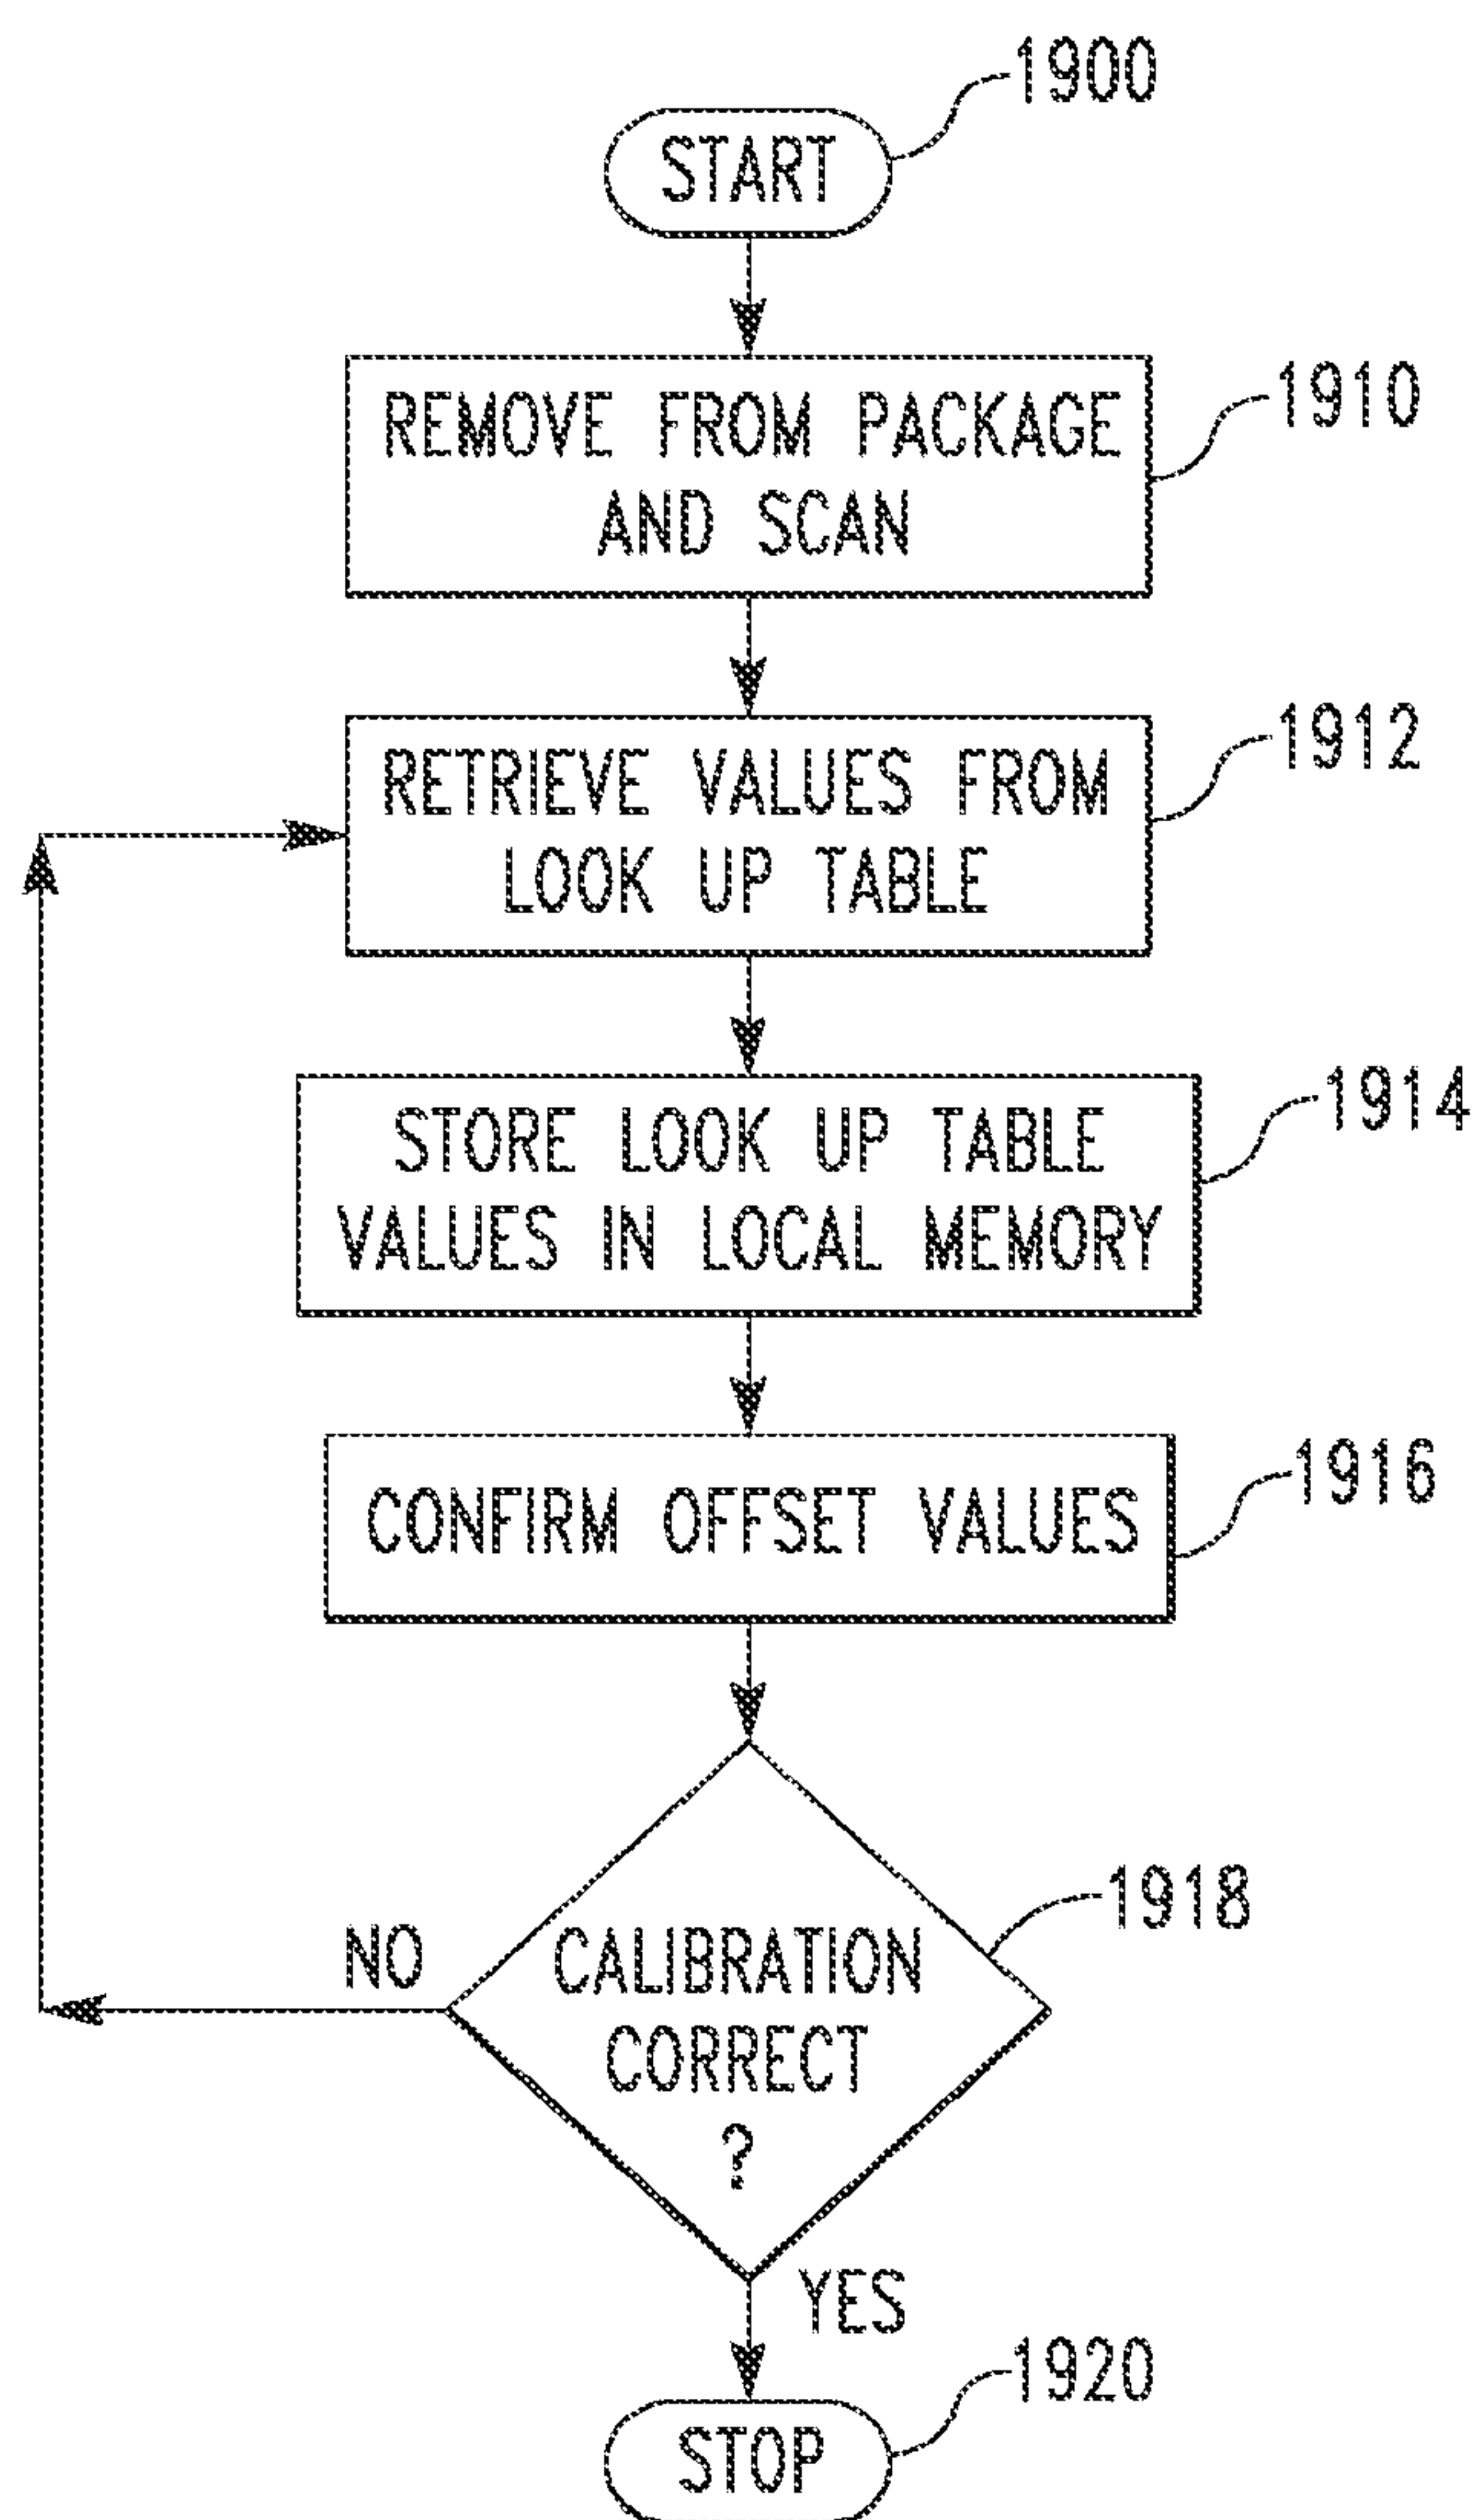 1900
START
1910
REMOVE FROM PACKAGE
AND SCAN
1912
RETRIEVE VALUES FROM
LOOK UP TABLE
1914
STORE LOOK UP TABLE
VALUES IN LOCAL MEMORY
1916
CONFIRM OFFSET VALUES
1918
NO
CALIBRATION
CORRECT
?
YES
1920
STOP